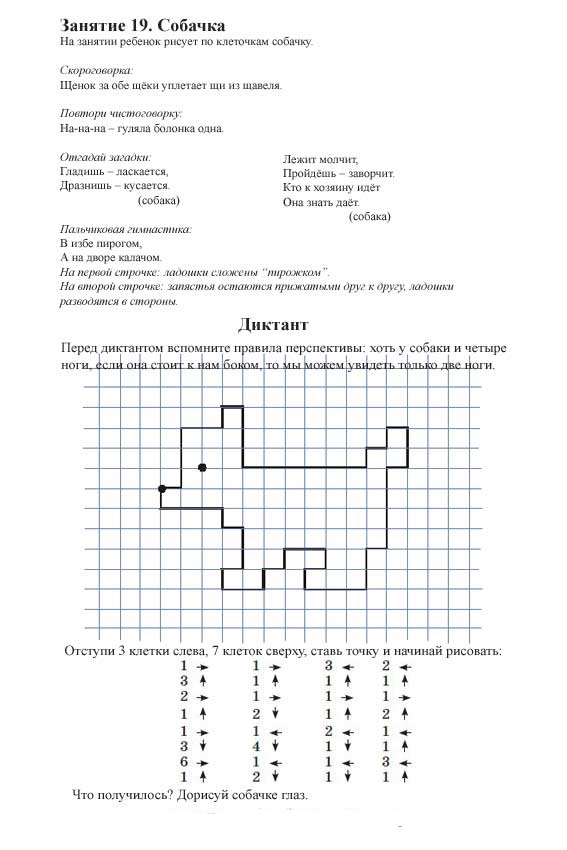 Занятие 19. Собачка
На занятии ребенок рисует по клеточкам собачку.
Скороговорка:
Щенок за обе щёки уплетает щи из щавеля.
Повтори чистоговорку:
На-на-на – гуляла болонка одна.
Отгадай загадки:
Гладишь – ласкается,
Дразнишь – кусается.
(собака)
Лежит молчит,
Пройдёшь – заворчит.
Кто к хозяину идёт
Она знать даёт.
(собака)
Пальчиковая гимнастика:
В избе пирогом,
А на дворе калачом.
На первой строчке: ладошки сложены “пирожком”.
На второй строчке: запястья остаются прижатыми друг к другу, ладошки
разводятся в стороны.
Диктант
Перед диктантом вспомните правила перспективы: хоть у собаки и четыре
ноги, если она стоит к нам боком, то мы можем увидеть только две ноги.
Отступи 3 клетки слева, 7 клеток сверху, ставь точку и начинай рисовать:
1 → 1 → 3 ← 2 ←
3 ↑ 1 ↑ 1 ↑ 1 ↑
2 → 1 → 1 → 1 →
1 ↑ 2 ↓ 1 ↑ 2 ↑
1 → 1 ← 2 ← 1 ←
3 ↓ 4 ↓ 1 ↓ 1 ↑
6 → 1 ← 1 ← 3 ←
1 ↑ 2 ↓ 1 ↓ 1 ↑
Что получилось? Дорисуй собачке глаз.